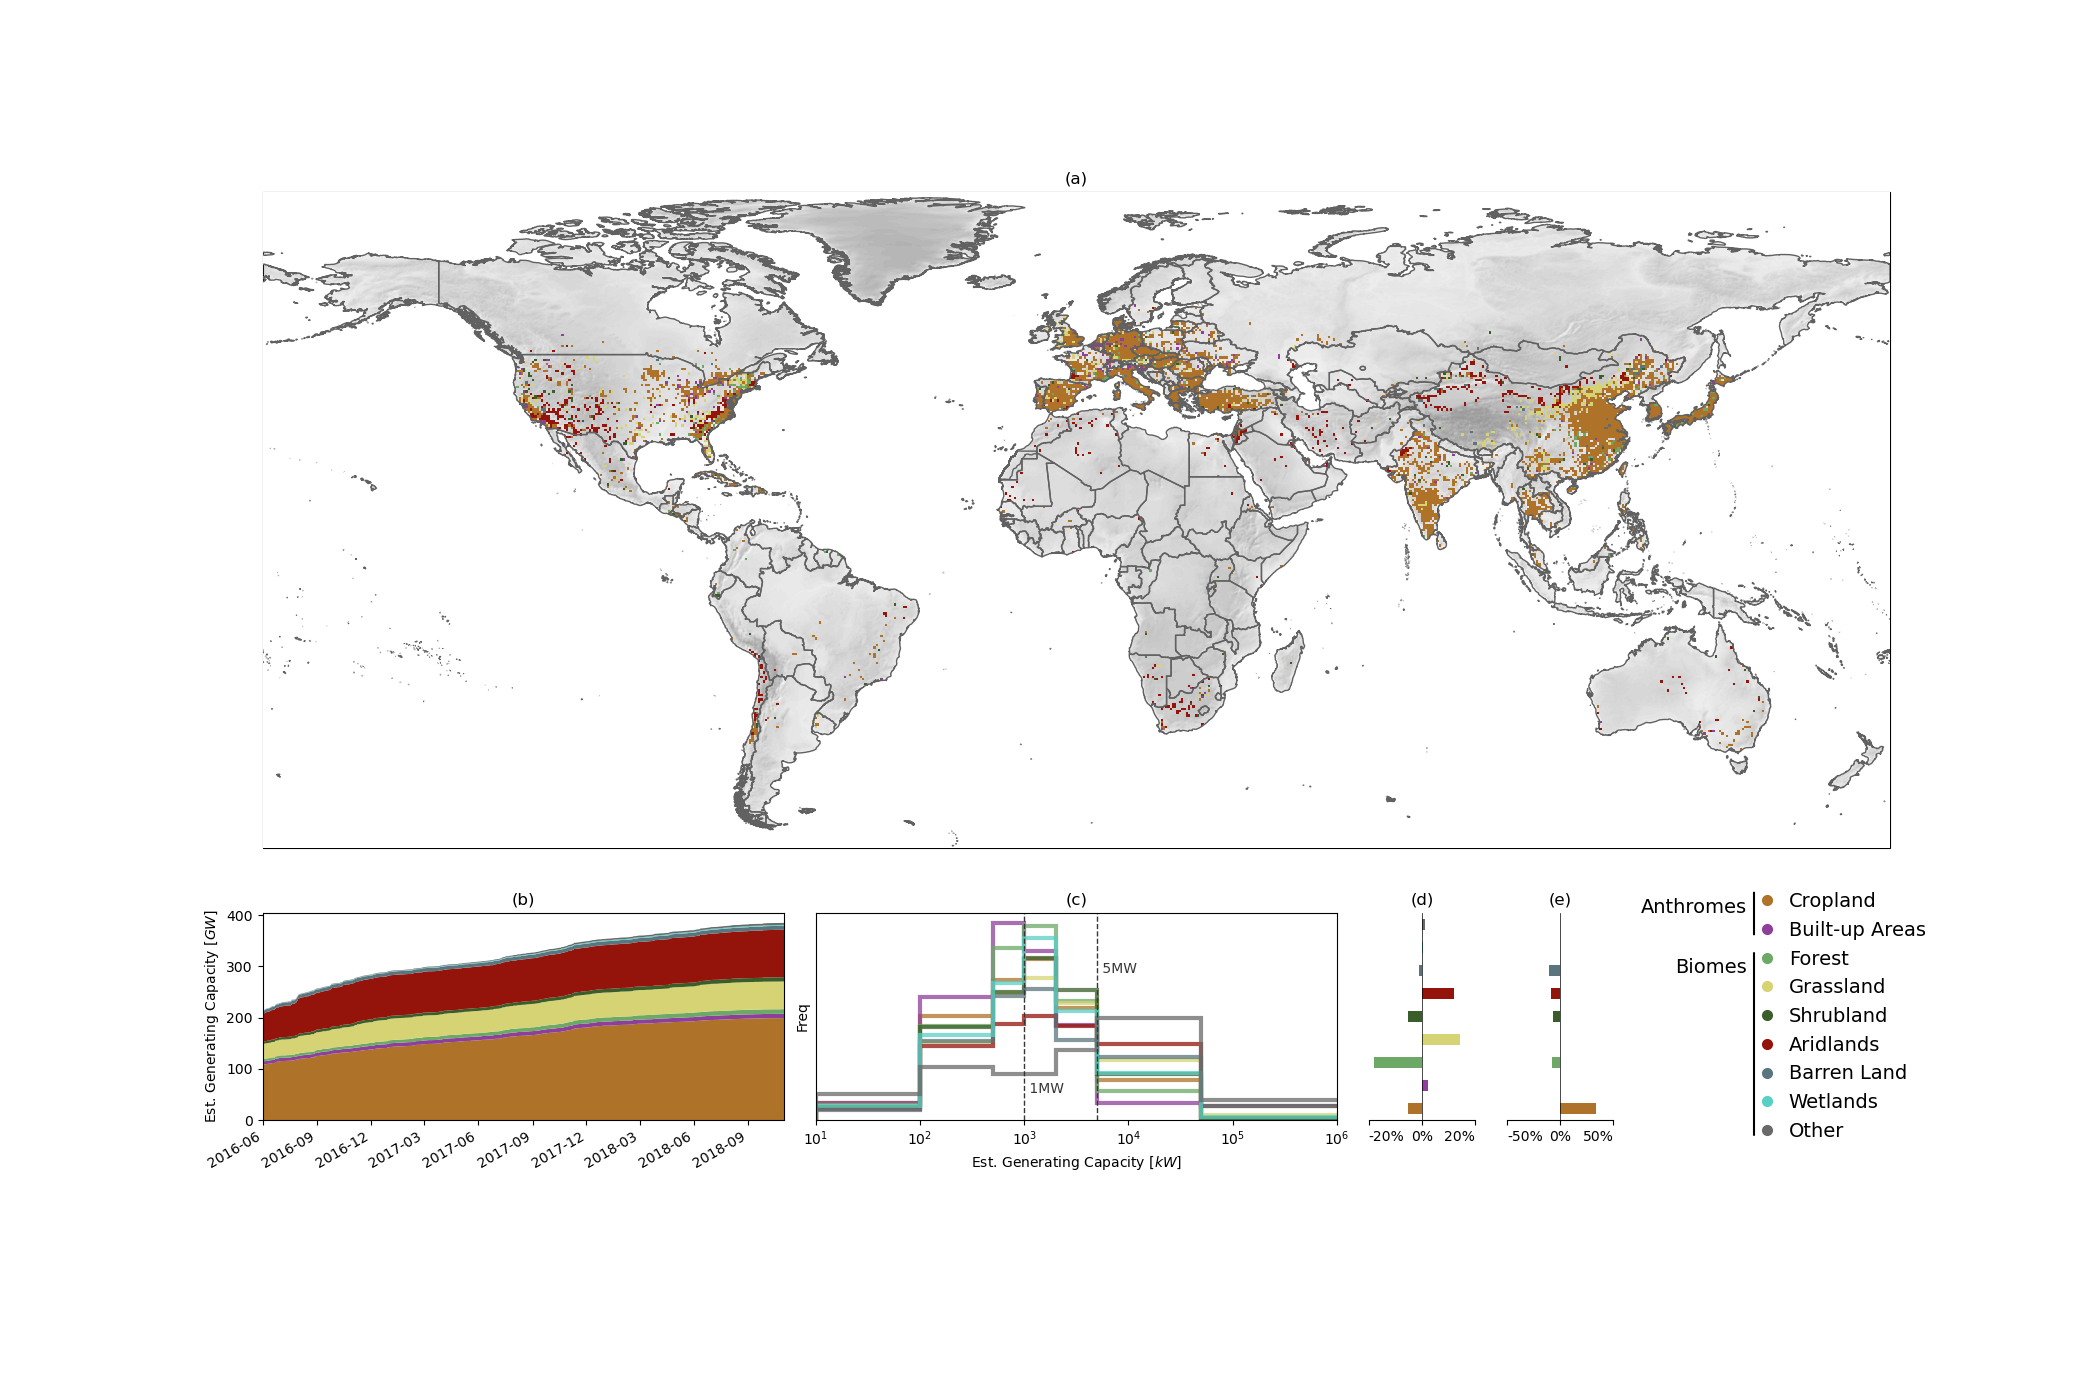 (a)
(b)
Est. Generating Capacity [GW]
400
300
200
100
0
2016-06
2016-09
2016-12
2017-03
2017-06
2017-09
2017-12
2018-03
2018-06
2018-09
(c)
Freq
5MW
1MW
10^1
10^2
10^3
10^4
10^5
10^6
Est. Generating Capacity [kW]
(d)
-20%
0%
20%
(e)
-50%
0%
50%
Anthromes
Cropland
Built-up Areas
Biomes
Forest
Grassland
Shrubland
Aridlands
Barren Land
Wetlands
Other